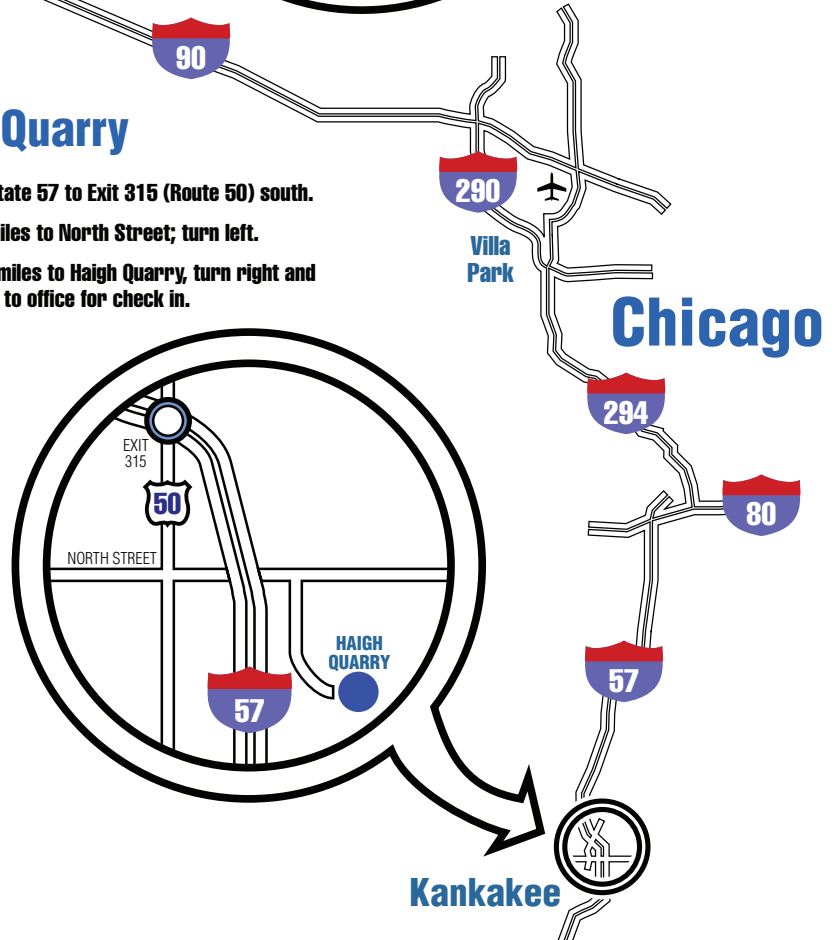 90
Quarry
tate 57 to Exit 315 (Route 50) south.
iles to North Street; turn left.
miles to Haigh Quarry, turn right and
to office for check in.
290
Villa
Park
Chicago
294
80
EXIT
315
50
NORTH STREET
HAIGH
QUARRY
57
57
Kankakee